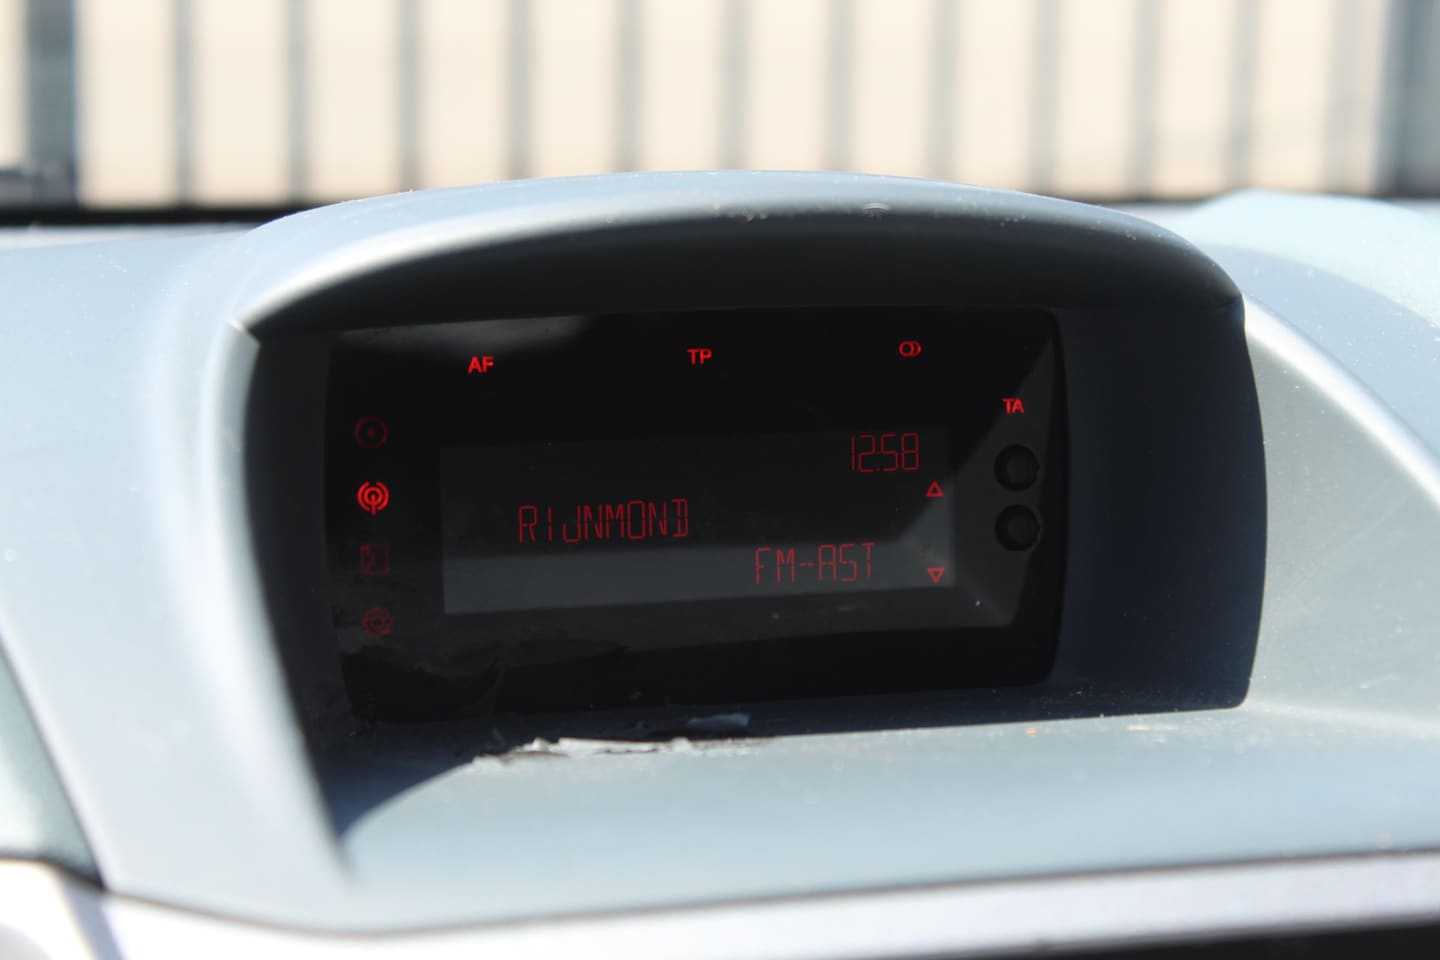 AF TP
TA
12:58
RIJNMOND
FM-AST